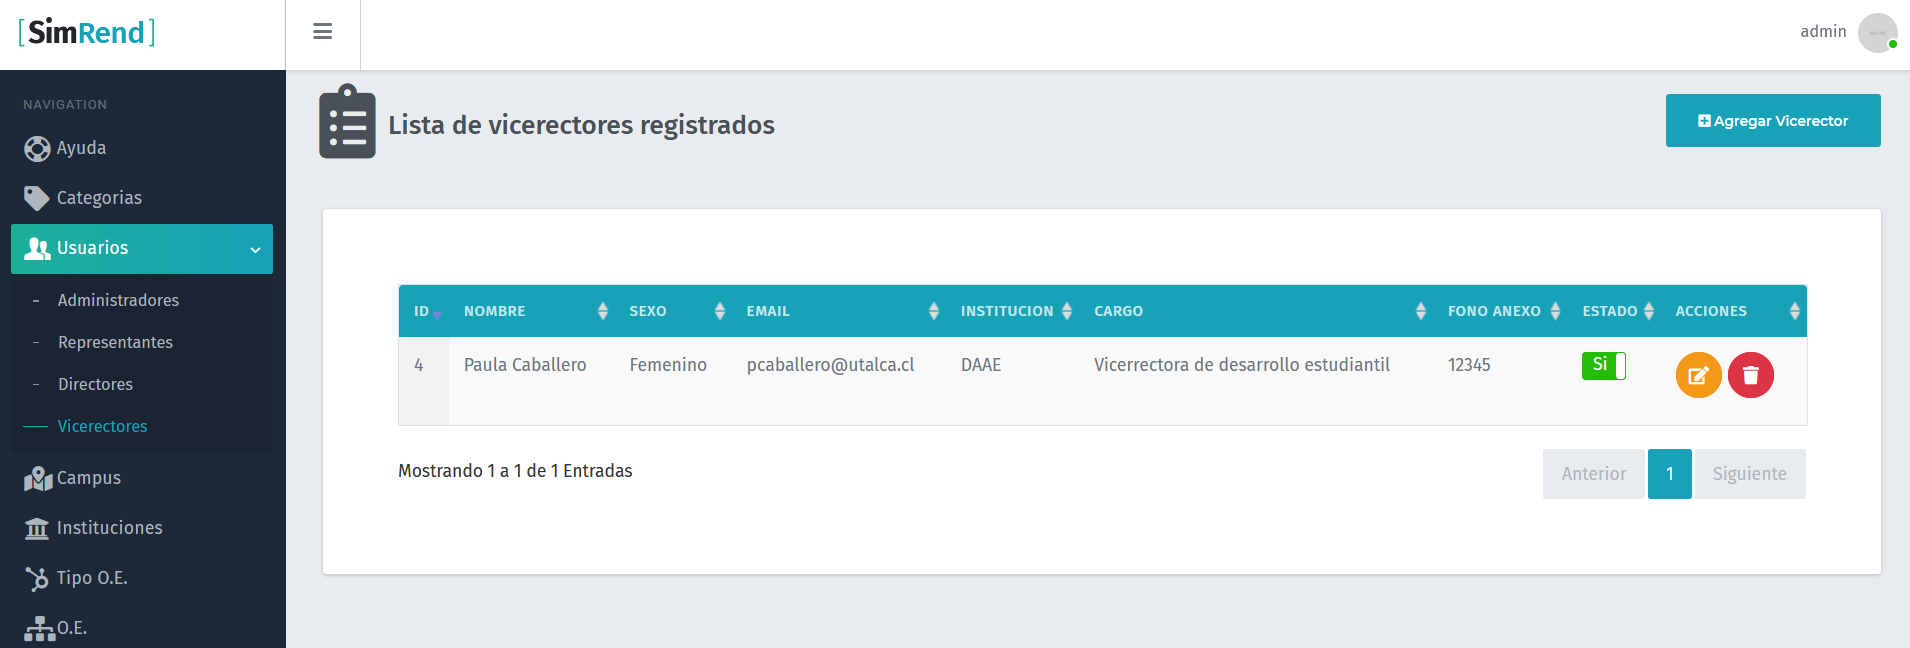 [SimRend]
admin
NAVIGATION
Ayuda
Categorias
Usuarios
Administradores
Representantes
Directores
Vicerectores
Campus
Instituciones
Tipo O.E.
O.E.
Lista de vicerectores registrados
Agregar Vicerector
ID NOMBRE SEXO EMAIL INSTITUCION CARGO FONO ANEXO ESTADO ACCIONES
4 Paula Caballero Femenino pcaballero@utalca.cl DAAE Vicerrectora de desarrollo estudiantil 12345 Si
Mostrando 1 a 1 de 1 Entradas
Anterior 1 Siguiente